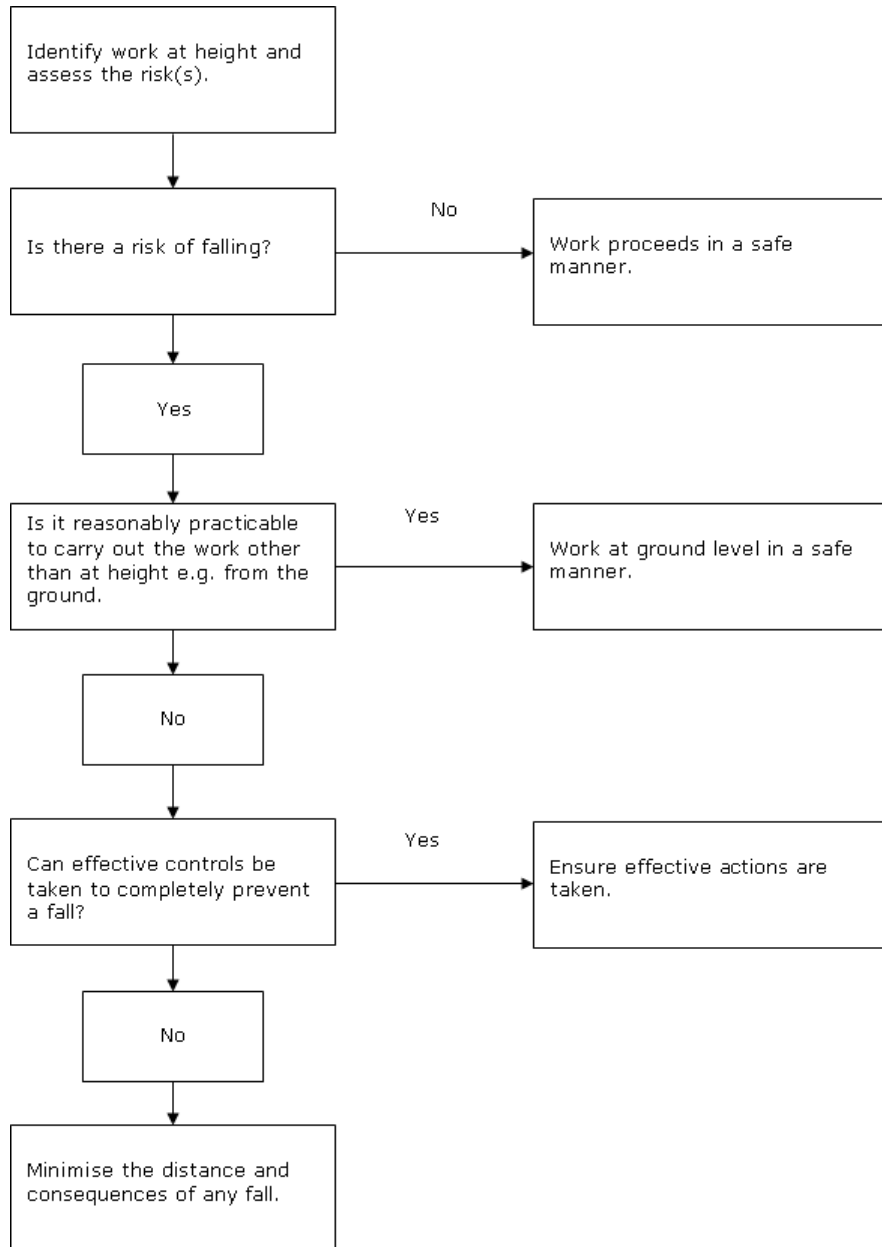 Identify work at height and
assess the risk(s).
Is there a risk of falling?
No
Work proceeds in a safe
manner.
Yes
Is it reasonably practicable
to carry out the work other
than at height e.g. from the
ground.
Yes
Work at ground level in a safe
manner.
No
Can effective controls be
taken to completely prevent
a fall?
Yes
Ensure effective actions are
taken.
No
Minimise the distance and
consequences of any fall.